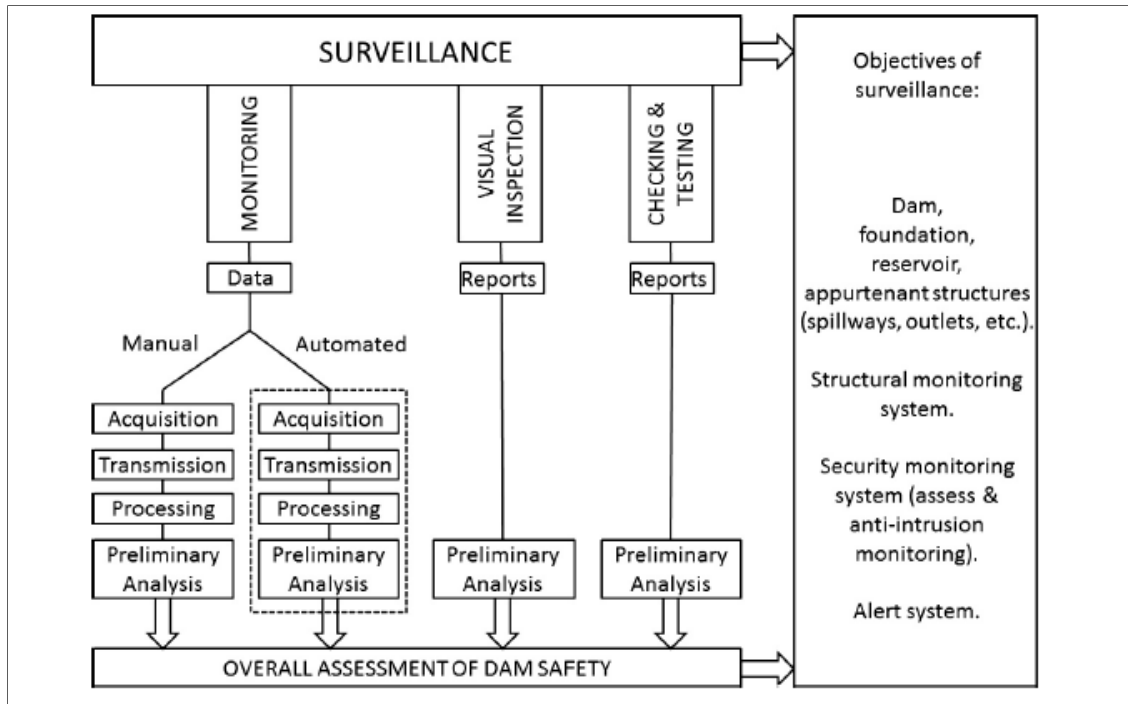 SURVEILLANCE
MONITORING
VISUAL
INSPECTION
CHECKING &
TESTING
Data
Reports
Reports
Manual
Automated
Acquisition
Transmission
Processing
Preliminary
Analysis
Acquisition
Transmission
Processing
Preliminary
Analysis
Preliminary
Analysis
Preliminary
Analysis
OVERALL ASSESSMENT OF DAM SAFETY
Objectives of
surveillance:
Dam,
foundation,
reservoir,
appurtenant structures
(spillways, outlets, etc.).
Structural monitoring
system.
Security monitoring
system (assess &
anti-intrusion
monitoring).
Alert system.